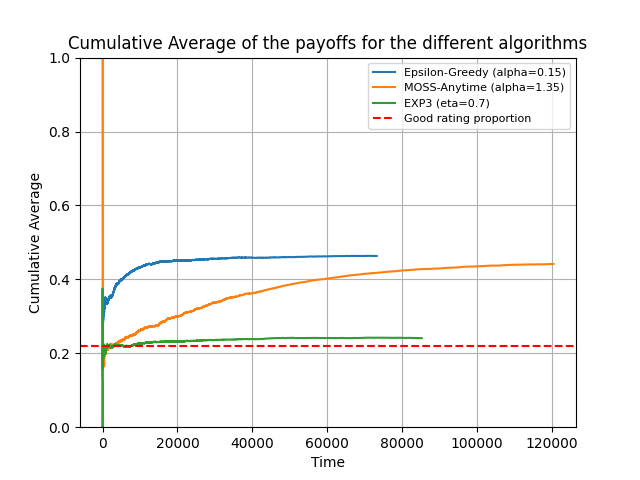 Cumulative Average of the payoffs for the different algorithms
1.0
0.8
0.6
0.4
0.2
0.0
Cumulative Average
Epsilon-Greedy (alpha=0.15)
MOSS-Anytime (alpha=1.35)
EXP3 (eta=0.7)
Good rating proportion
0
20000
40000
60000
80000
100000
120000
Time